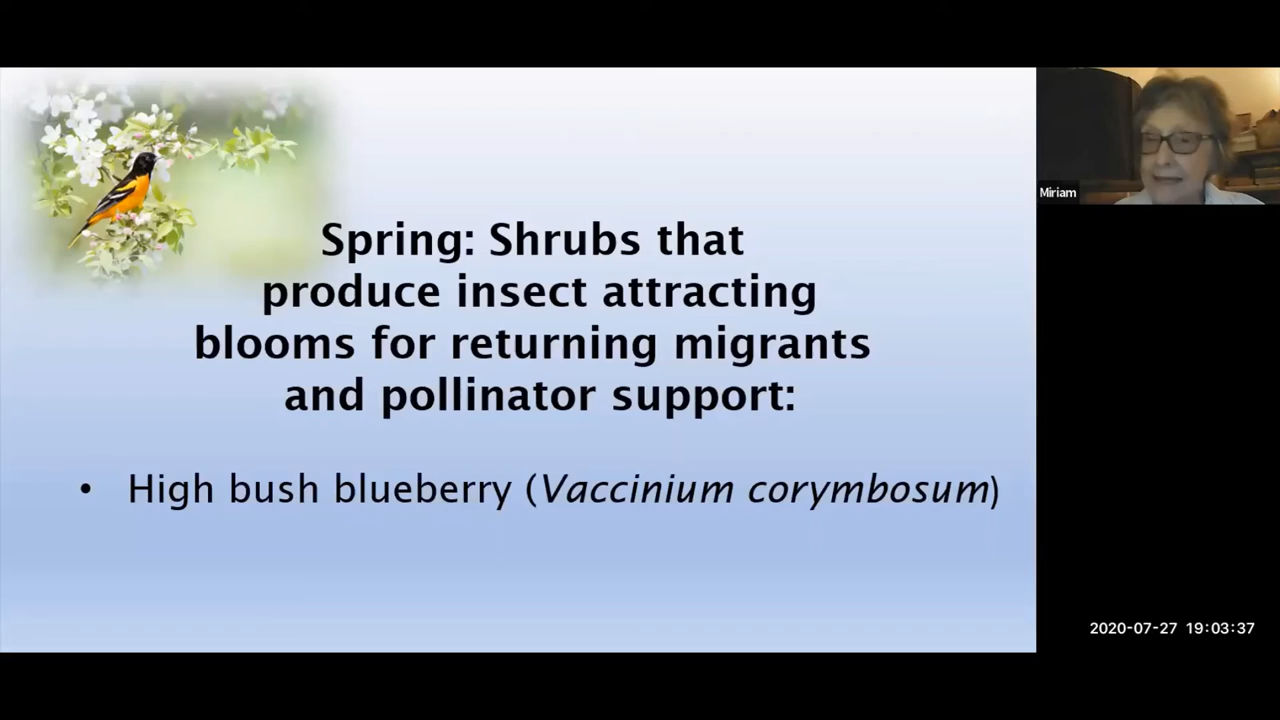 Spring: Shrubs that
produce insect attracting
blooms for returning migrants
and pollinator support:
• High bush blueberry (Vaccinium corymbosum)
Miriam
2020-07-27 19:03:37